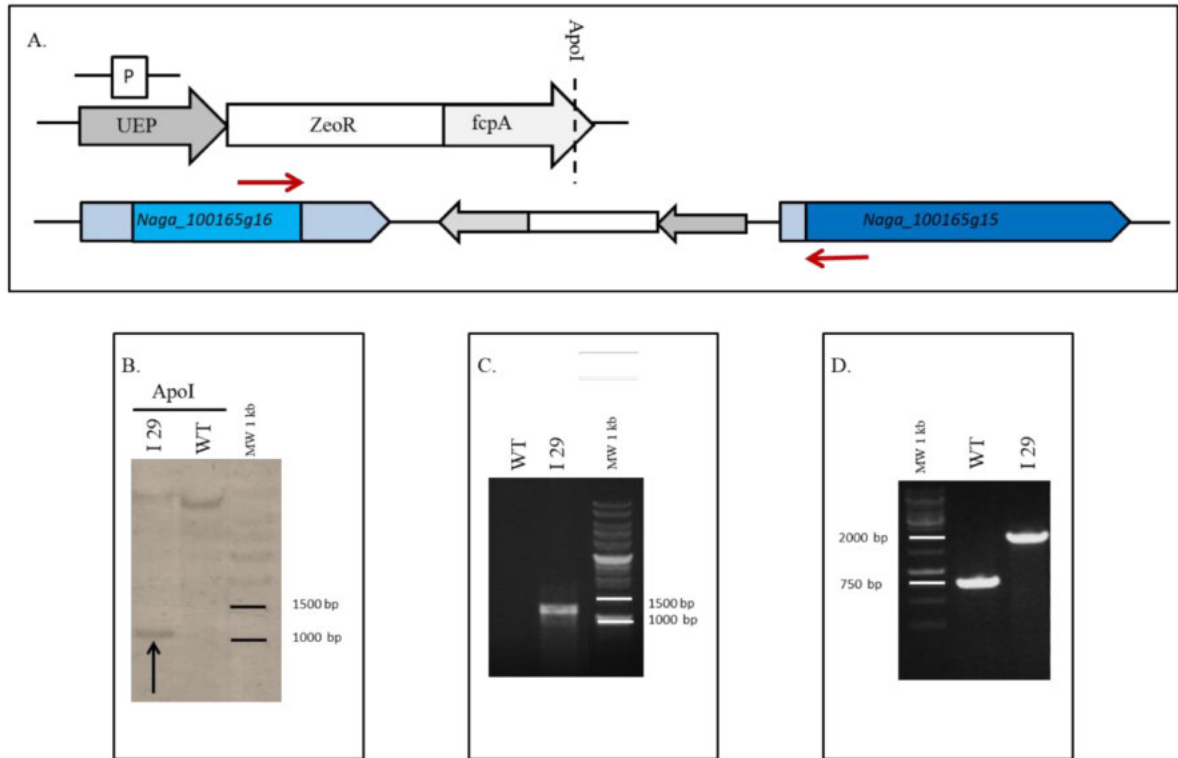 A.
P
UEP
ZeoR
fcpA
ApoI
Naga_100165g16
Naga_100165g15
B.
ApoI
I 29
WT
MW 1 kb
1500 bp
1000 bp
C.
WT
I 29
MW 1 kb
1500 bp
1000 bp
D.
MW 1 kb
WT
I 29
2000 bp
750 bp